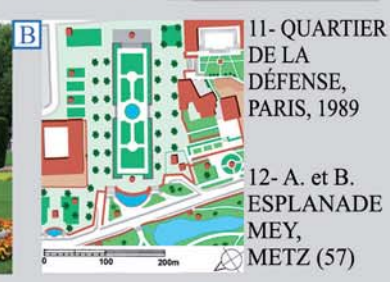 B
11- QUARTIER
DE LA
DÉFENSE,
PARIS, 1989
12- A. et B.
ESPLANADE
MEY,
METZ (57)
0 100 200m